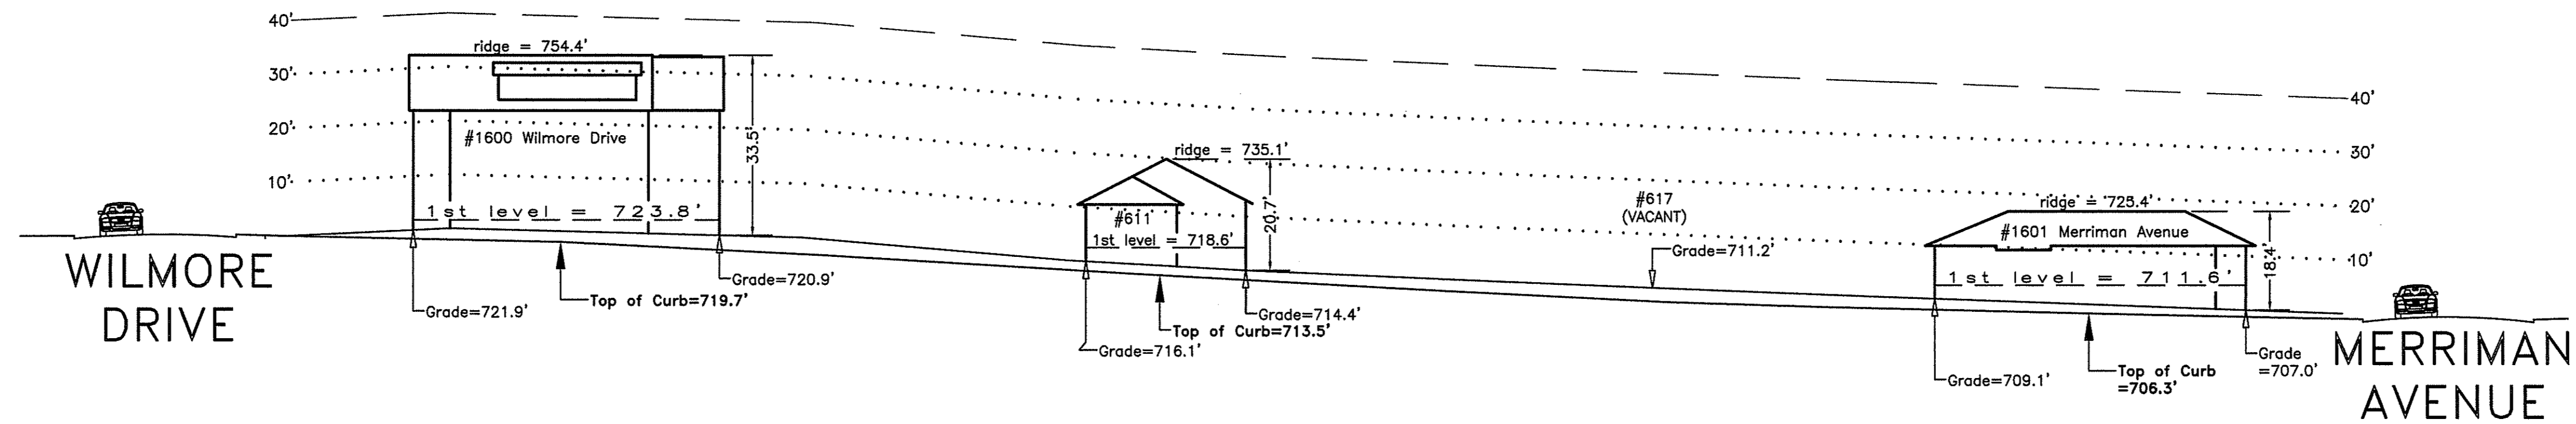 40'
30'
20'
10'
ridge = 754.4'
#1600 Wilmore Drive
33.5'
1st level = 723.8'
Grade=721.9'
Top of Curb=719.7'
Grade=720.9'
WILMORE
DRIVE
ridge = 735.1'
#611
1st level = 718.6'
20.7'
Grade=716.1'
Top of Curb=713.5'
Grade=714.4'
#617
(VACANT)
Grade=711.2'
ridge = 725.4'
#1601 Merriman Avenue
1st level = 711.6'
18.4'
Grade=709.1'
Top of Curb
=706.3'
Grade
=707.0'
40'
30'
20'
10'
MERRIMAN
AVENUE